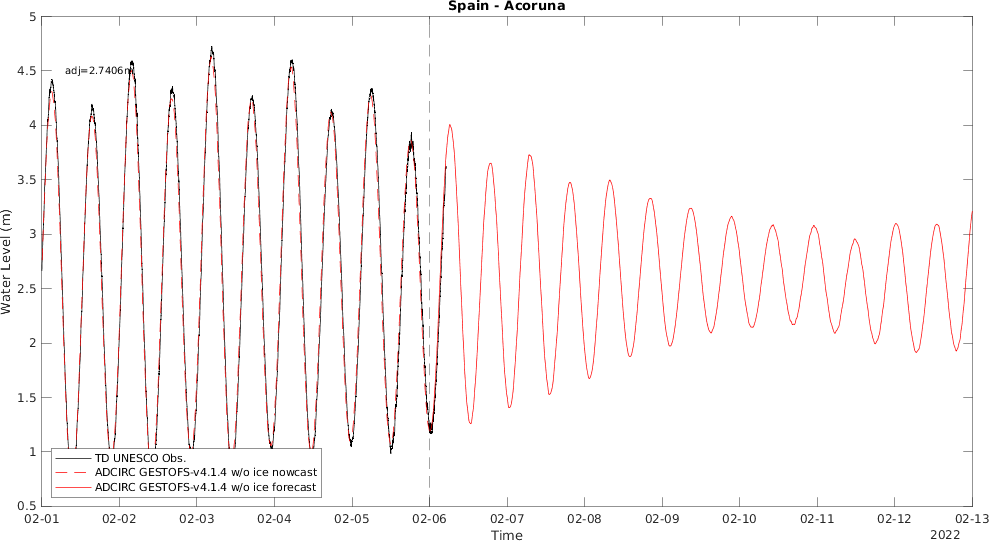 Spain - Acoruna
5
4.5
4
3.5
3
2.5
2
1.5
1
0.5
Water Level (m)
adj=2.7406m
TD UNESCO Obs.
ADCIRC GESTOFS-v4.1.4 w/o ice nowcast
ADCIRC GESTOFS-v4.1.4 w/o ice forecast
02-01 02-02 02-03 02-04 02-05 02-06 02-07 02-08 02-09 02-10 02-11 02-12 02-13
Time
2022